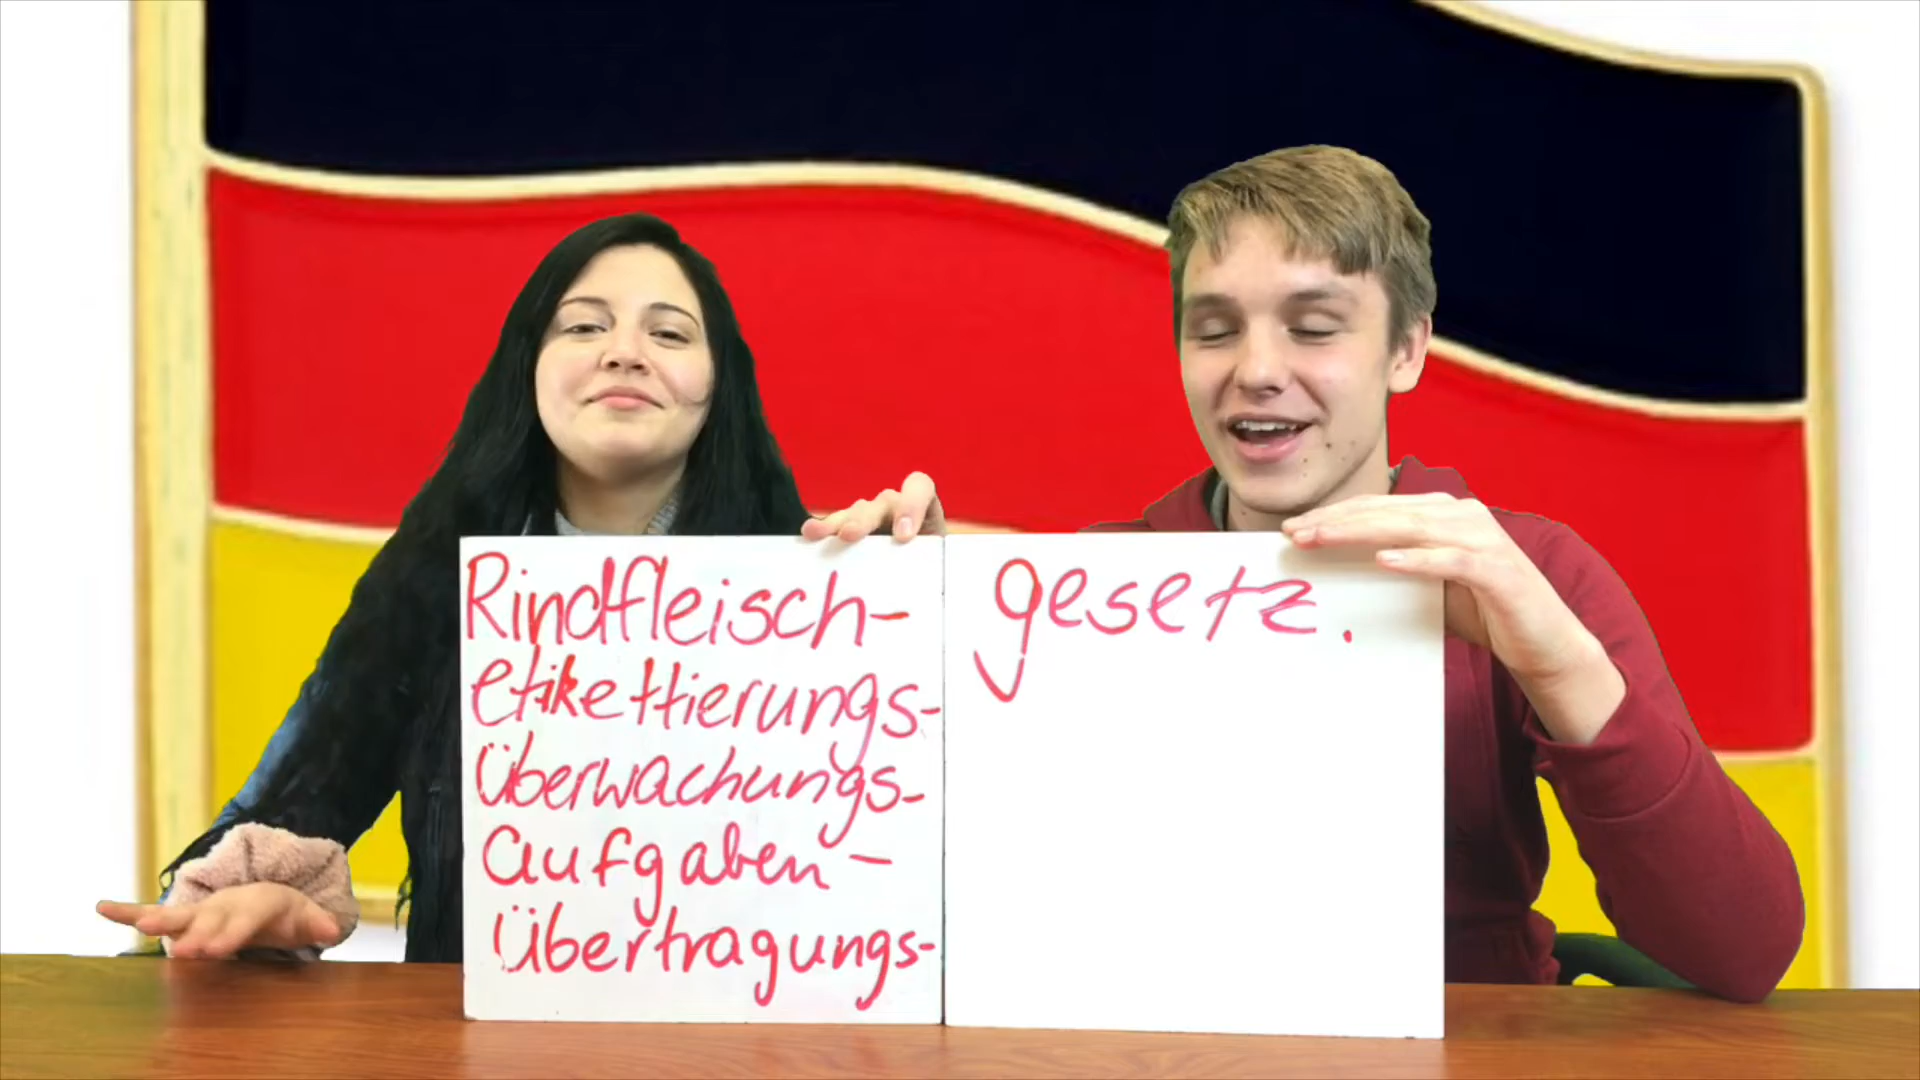 Rindfleisch-
etikettierungs-
Überwachungs-
aufgaben-
Übertragungs-
gesetz.